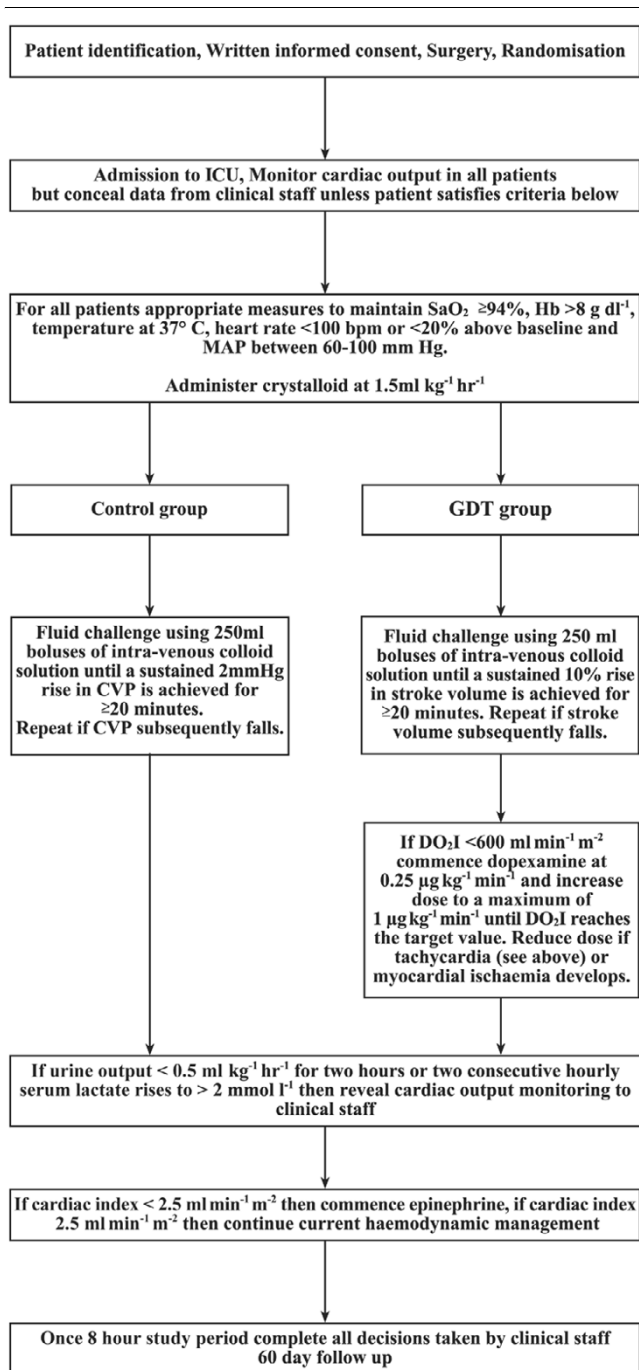 Patient identification, Written informed consent, Surgery, Randomisation
Admission to ICU, Monitor cardiac output in all patients
but conceal data from clinical staff unless patient satisfies criteria below
For all patients appropriate measures to maintain SaO₂ ≥94%, Hb >8 g dl⁻¹,
temperature at 37° C, heart rate <100 bpm or <20% above baseline and
MAP between 60-100 mm Hg.
Administer crystalloid at 1.5ml kg⁻¹ hr⁻¹
Control group
GDT group
Fluid challenge using 250ml
boluses of intra-venous colloid
solution until a sustained 2mmHg
rise in CVP is achieved for
≥20 minutes.
Repeat if CVP subsequently falls.
Fluid challenge using 250 ml
boluses of intra-venous colloid
solution until a sustained 10% rise
in stroke volume is achieved for
≥20 minutes. Repeat if stroke
volume subsequently falls.
If DO₂I <600 ml min⁻¹ m⁻²
commence dopexamine at
0.25 µg kg⁻¹ min⁻¹ and increase
dose to a maximum of
1 µg kg⁻¹ min⁻¹ until DO₂I reaches
the target value. Reduce dose if
tachycardia (see above) or
myocardial ischaemia develops.
If urine output < 0.5 ml kg⁻¹ hr⁻¹ for two hours or two consecutive hourly
serum lactate rises to > 2 mmol l⁻¹ then reveal cardiac output monitoring to
clinical staff
If cardiac index < 2.5 ml min⁻¹ m⁻² then commence epinephrine, if cardiac index
2.5 ml min⁻¹ m⁻² then continue current haemodynamic management
Once 8 hour study period complete all decisions taken by clinical staff
60 day follow up